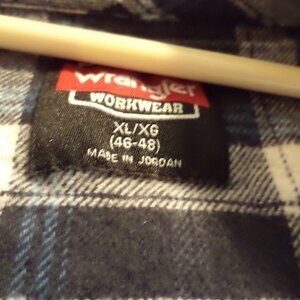 Wrangler
WORKWEAR
XL/XG
(46-48)
MADE IN JORDAN